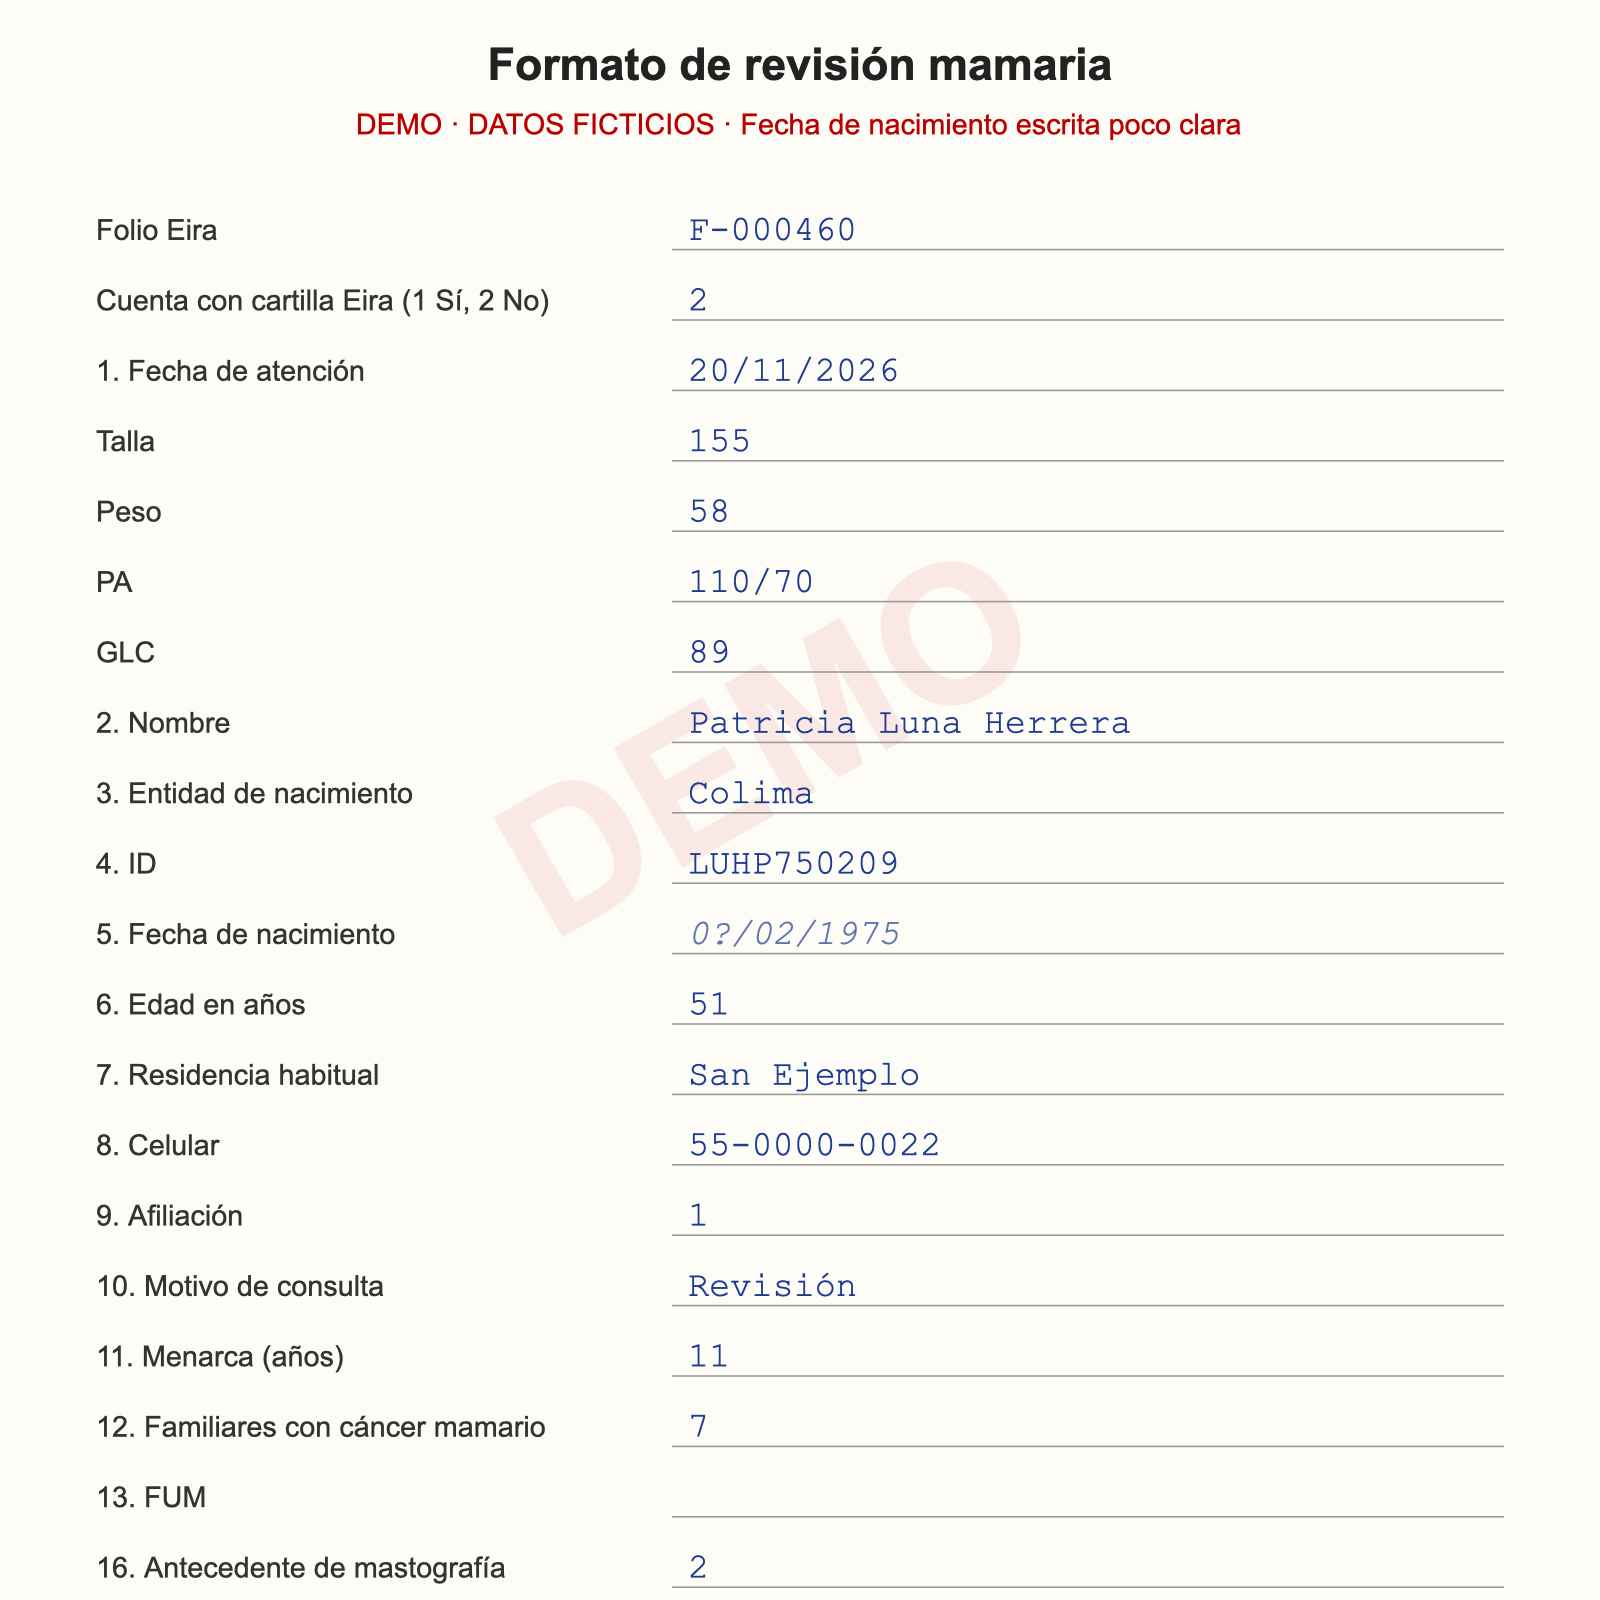 Formato de revisión mamaria
DEMO · DATOS FICTICIOS · Fecha de nacimiento escrita poco clara
Folio Eira F-000460
Cuenta con cartilla Eira (1 Sí, 2 No) 2
1. Fecha de atención 20/11/2026
Talla 155
Peso 58
PA 110/70
GLC 89
2. Nombre Patricia Luna Herrera
3. Entidad de nacimiento Colima
4. ID LUHP750209
5. Fecha de nacimiento 0?/02/1975
6. Edad en años 51
7. Residencia habitual San Ejemplo
8. Celular 55-0000-0022
9. Afiliación 1
10. Motivo de consulta Revisión
11. Menarca (años) 11
12. Familiares con cáncer mamario 7
13. FUM
16. Antecedente de mastografía 2
DEMO